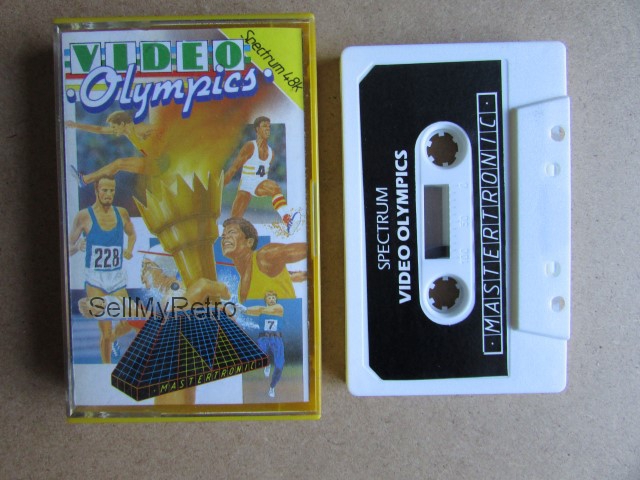 VIDEO
Olympics
Spectrum 48K
4
228
7
SellMyRetro
MASTERTRONIC
SPECTRUM
VIDEO OLYMPICS
MASTERTRONIC